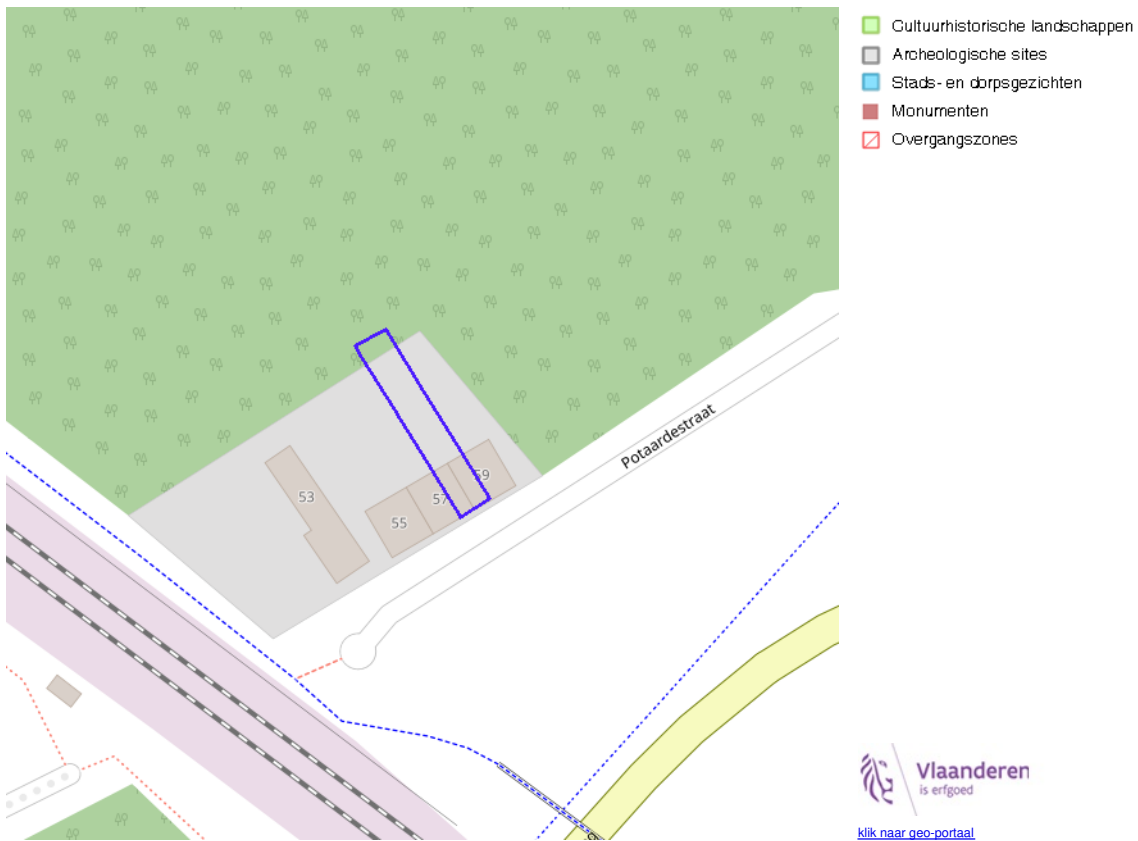 Cultuurhistorische landschappen
Archeologische sites
Stads- en dorpsgezichten
Monumenten
Overgangszones
Potaardestraat
53
55
57
59
Vlaanderen
is erfgoed
klik naar geo-portaal